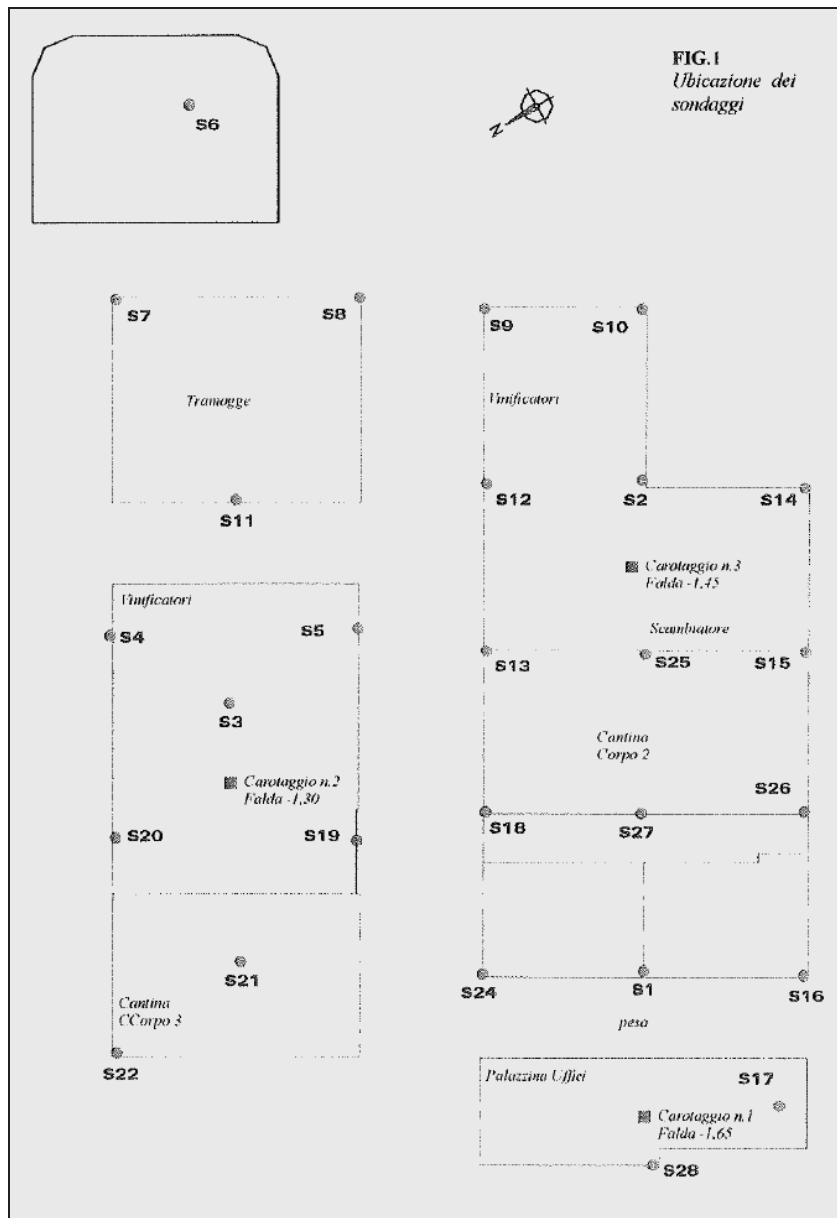 FIG.1
Ubicazione dei
sondaggi
N
S6
S7
S8
S9
S10
Tramogge
Vinificatori
S11
S12
S2
S14
Carotaggio n.3
Falda -1,45
Vinificatori
S4
S5
Scambiatore
S13
S25
S15
S3
Cantina
Corpo 2
Carotaggio n.2
Falda -1,30
S26
S20
S19
S18
S27
S21
S24
S1
S16
Cantina
CCorpo 3
pesa
S22
Palazzina Uffici
S17
Carotaggio n.1
Falda -1,65
S28